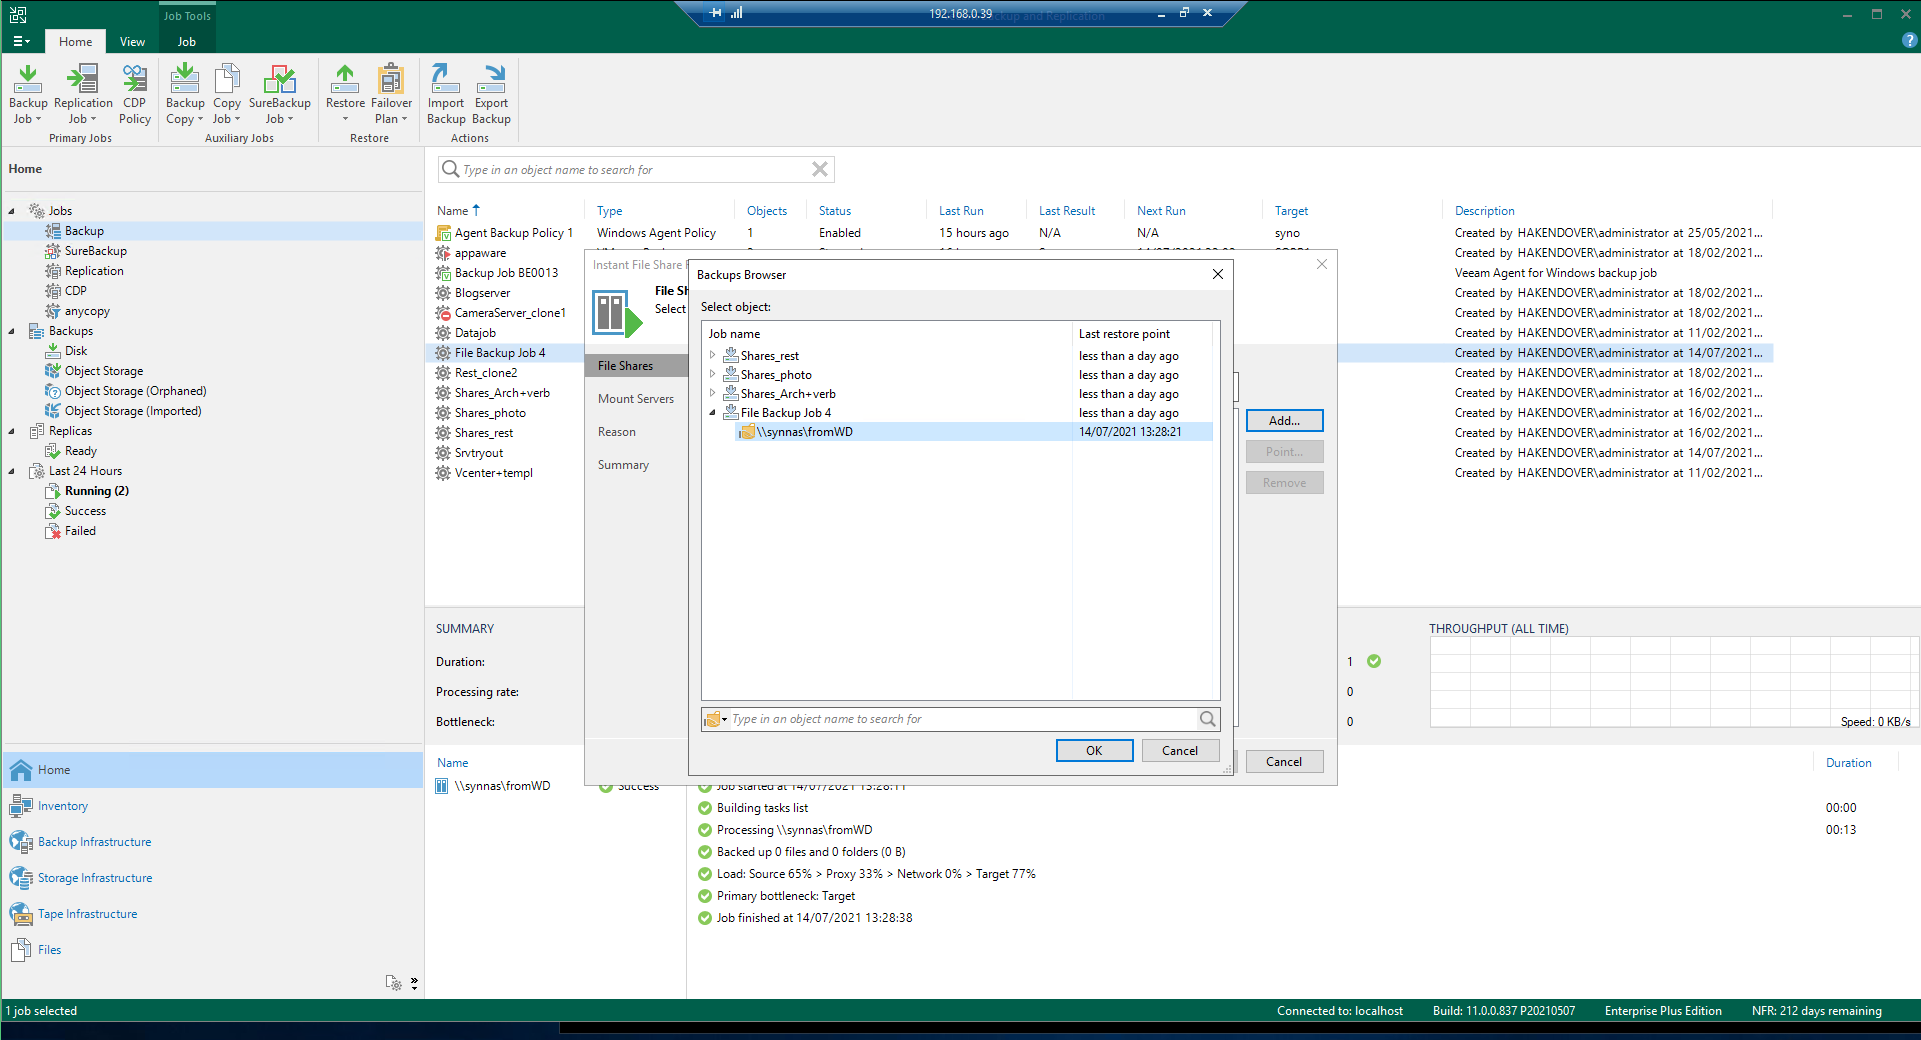 192.168.0.39
Job Tools
Home
View
Job
Backup Job
Replication Job
CDP Policy
Primary Jobs
Backup Copy
Copy Job
SureBackup Job
Auxiliary Jobs
Restore
Failover Plan
Restore
Import Backup
Export Backup
Actions
Home
Jobs
Backup
SureBackup
Replication
CDP
anycopy
Backups
Disk
Object Storage
Object Storage (Orphaned)
Object Storage (Imported)
Replicas
Ready
Last 24 Hours
Running (2)
Success
Failed
Home
Inventory
Backup Infrastructure
Storage Infrastructure
Tape Infrastructure
Files
Type in an object name to search for
Name Type Objects Status Last Run Last Result Next Run Target Description
Agent Backup Policy 1 Windows Agent Policy 1 Enabled 15 hours ago N/A N/A syno Created by HAKENDOVER\administrator at 25/05/2021...
appaware Created by HAKENDOVER\administrator at 18/02/2021...
Backup Job BE0013 Veeam Agent for Windows backup job
Blogserver Created by HAKENDOVER\administrator at 18/02/2021...
CameraServer_clone1 Created by HAKENDOVER\administrator at 18/02/2021...
Datajob Created by HAKENDOVER\administrator at 11/02/2021...
File Backup Job 4 Created by HAKENDOVER\administrator at 14/07/2021...
Rest_clone2 Created by HAKENDOVER\administrator at 18/02/2021...
Shares_Arch+verb Created by HAKENDOVER\administrator at 16/02/2021...
Shares_photo Created by HAKENDOVER\administrator at 16/02/2021...
Shares_rest Created by HAKENDOVER\administrator at 16/02/2021...
Srvtryout Created by HAKENDOVER\administrator at 14/07/2021...
Vcenter+templ Created by HAKENDOVER\administrator at 11/02/2021...
Instant File Share
File Sh
Select
File Shares
Mount Servers
Reason
Summary
Add...
Point...
Remove
Cancel
Backups Browser
Select object:
Job name Last restore point
Shares_rest less than a day ago
Shares_photo less than a day ago
Shares_Arch+verb less than a day ago
File Backup Job 4 less than a day ago
\\synnas\fromWD 14/07/2021 13:28:21
Type in an object name to search for
OK
Cancel
SUMMARY
Duration:
Processing rate:
Bottleneck:
1
0
0
THROUGHPUT (ALL TIME)
Speed: 0 KB/s
Name
\\synnas\fromWD Success
Duration
Job started at 14/07/2021 13:28:11
Building tasks list 00:00
Processing \\synnas\fromWD 00:13
Backed up 0 files and 0 folders (0 B)
Load: Source 65% > Proxy 33% > Network 0% > Target 77%
Primary bottleneck: Target
Job finished at 14/07/2021 13:28:38
1 job selected
Connected to: localhost
Build: 11.0.0.837 P20210507
Enterprise Plus Edition
NFR: 212 days remaining